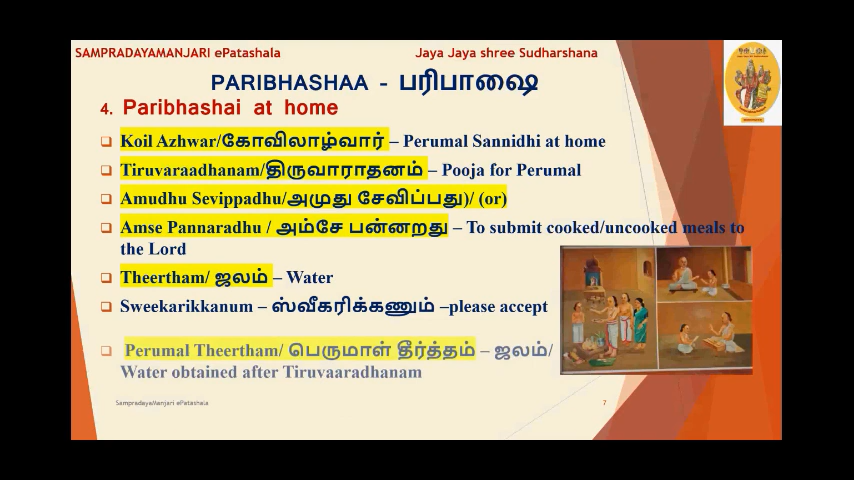 SAMPRADAYAMANJARI ePatashala
Jaya Jaya shree Sudharshana
PARIBHASHAA - பரிபாஷை
4. Paribhashai at home
Koil Azhwar/கோவிலாழ்வார் – Perumal Sannidhi at home
Tiruvaraadhanam/திருவாராதனம் – Pooja for Perumal
Amudhu Sevippadhu/அமுது சேவிப்பது)/ (or)
Amse Pannaradhu / அம்சே பன்னறது – To submit cooked/uncooked meals to
the Lord
Theertham/ ஜலம் – Water
Sweekarikkanum – ஸ்வீகரிக்கணும் –please accept
Perumal Theertham/ பெருமாள் தீர்த்தம் – ஜலம்/
Water obtained after Tiruvaaradhanam
SampradayaManjari ePatashala
7